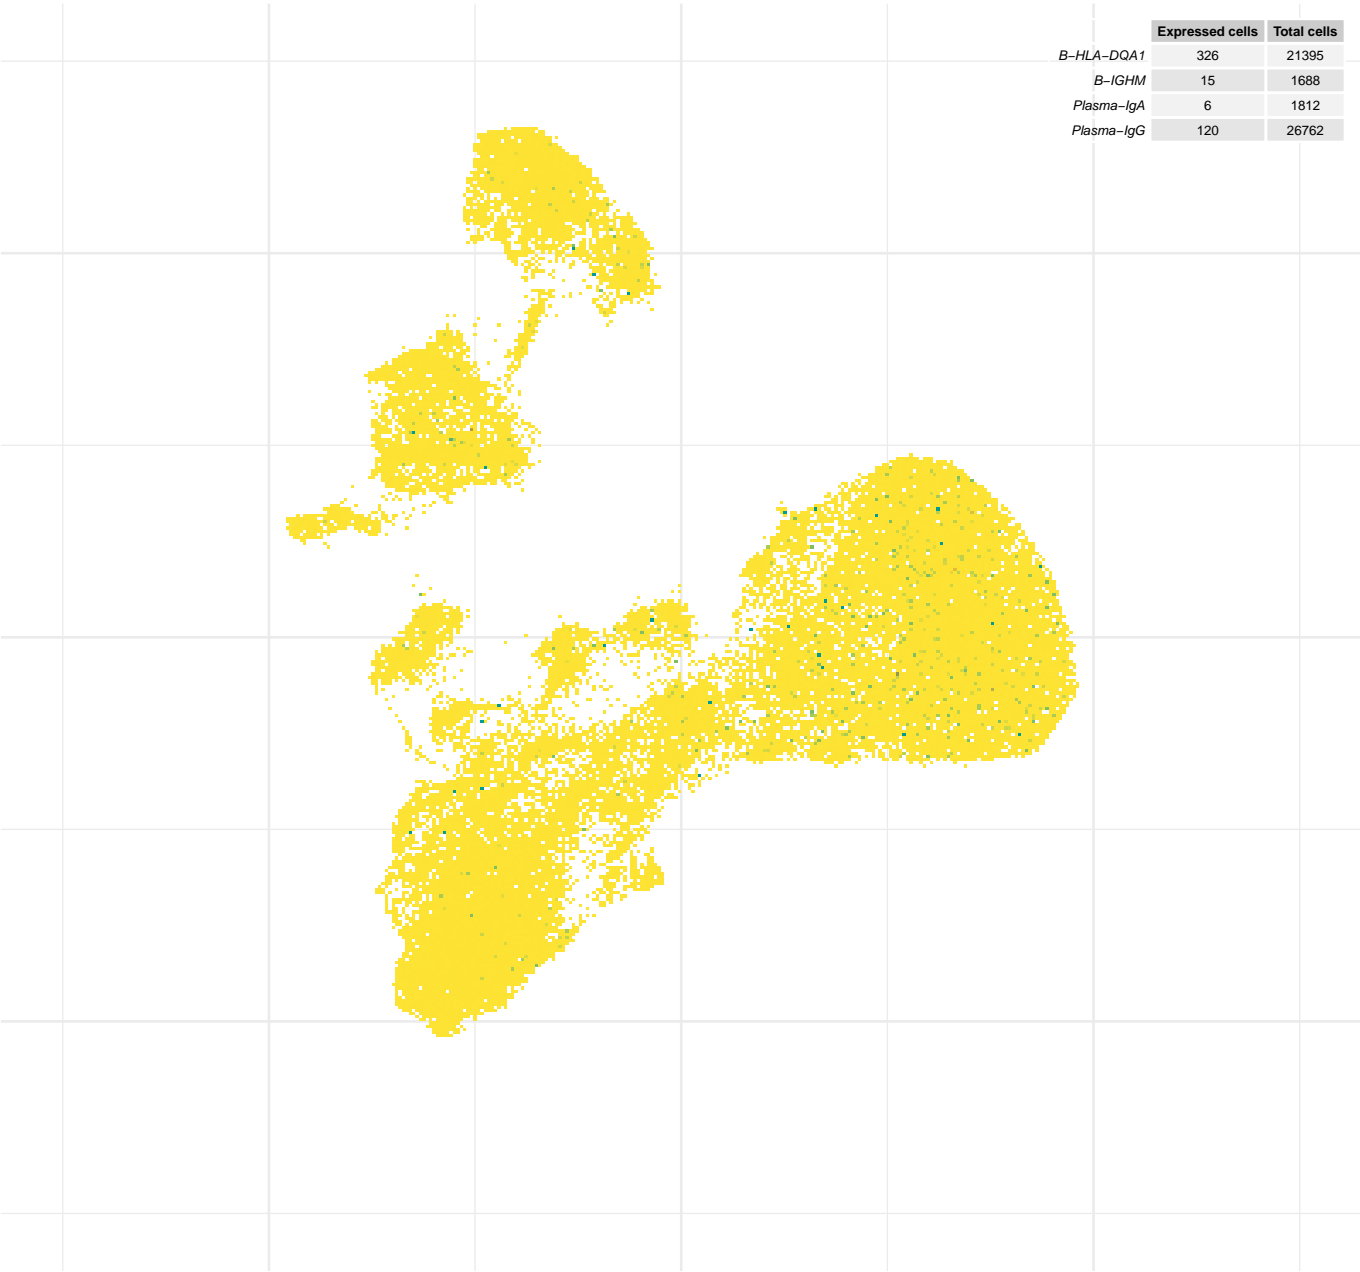 Expressed cells Total cells
B−HLA−DQA1 326 21395
B−IGHM 15 1688
Plasma−IgA 6 1812
Plasma−IgG 120 26762